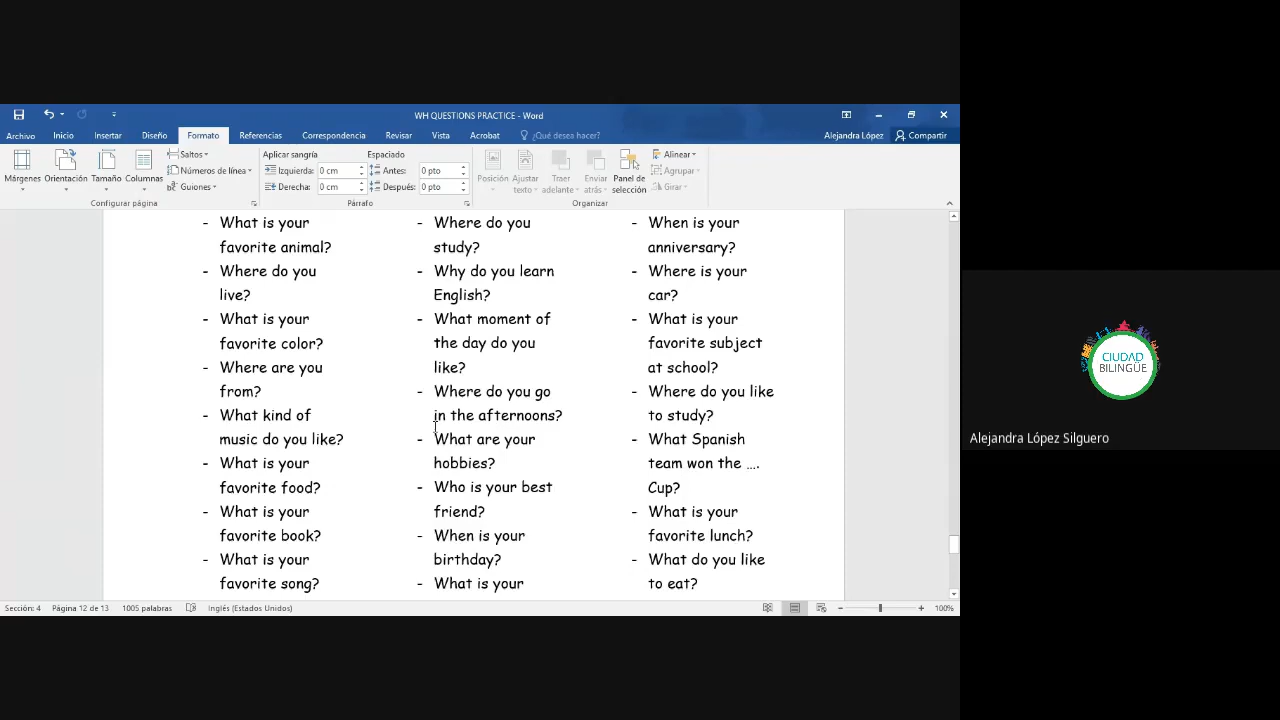 WH QUESTIONS PRACTICE - Word
Archivo Inicio Insertar Diseño Formato Referencias Correspondencia Revisar Vista Acrobat ¿Qué desea hacer? Alejandra López Compartir
Márgenes Orientación Tamaño Columnas
Saltos
Números de línea
Guiones
Configurar página
Aplicar sangría
Izquierda: 0 cm
Derecha: 0 cm
Espaciado
Antes: 0 pto
Después: 0 pto
Párrafo
Posición
Ajustar texto
Traer adelante
Enviar atrás
Panel de selección
Alinear
Agrupar
Girar
Organizar
- What is your
favorite animal?
- Where do you
live?
- What is your
favorite color?
- Where are you
from?
- What kind of
music do you like?
- What is your
favorite food?
- What is your
favorite book?
- What is your
favorite song?
- Where do you
study?
- Why do you learn
English?
- What moment of
the day do you
like?
- Where do you go
in the afternoons?
- What are your
hobbies?
- Who is your best
friend?
- When is your
birthday?
- What is your
- When is your
anniversary?
- Where is your
car?
- What is your
favorite subject
at school?
- Where do you like
to study?
- What Spanish
team won the ....
Cup?
- What is your
favorite lunch?
- What do you like
to eat?
Sección: 4 Página 12 de 13 1005 palabras Inglés (Estados Unidos) 100%
CIUDAD
BILINGÜE
Alejandra López Silguero